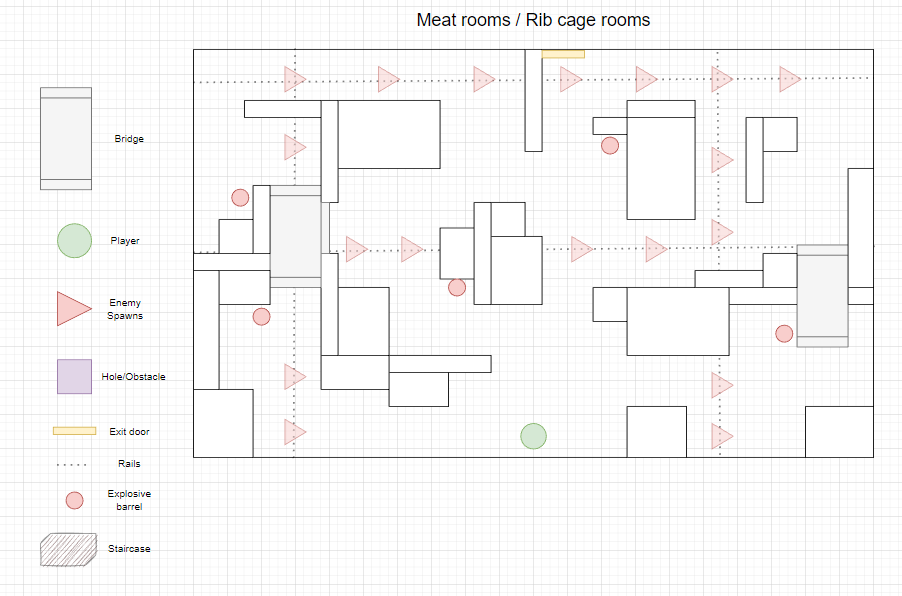 Meat rooms / Rib cage rooms
Bridge
Player
Enemy
Spawns
Hole/Obstacle
Exit door
Rails
Explosive
barrel
Staircase